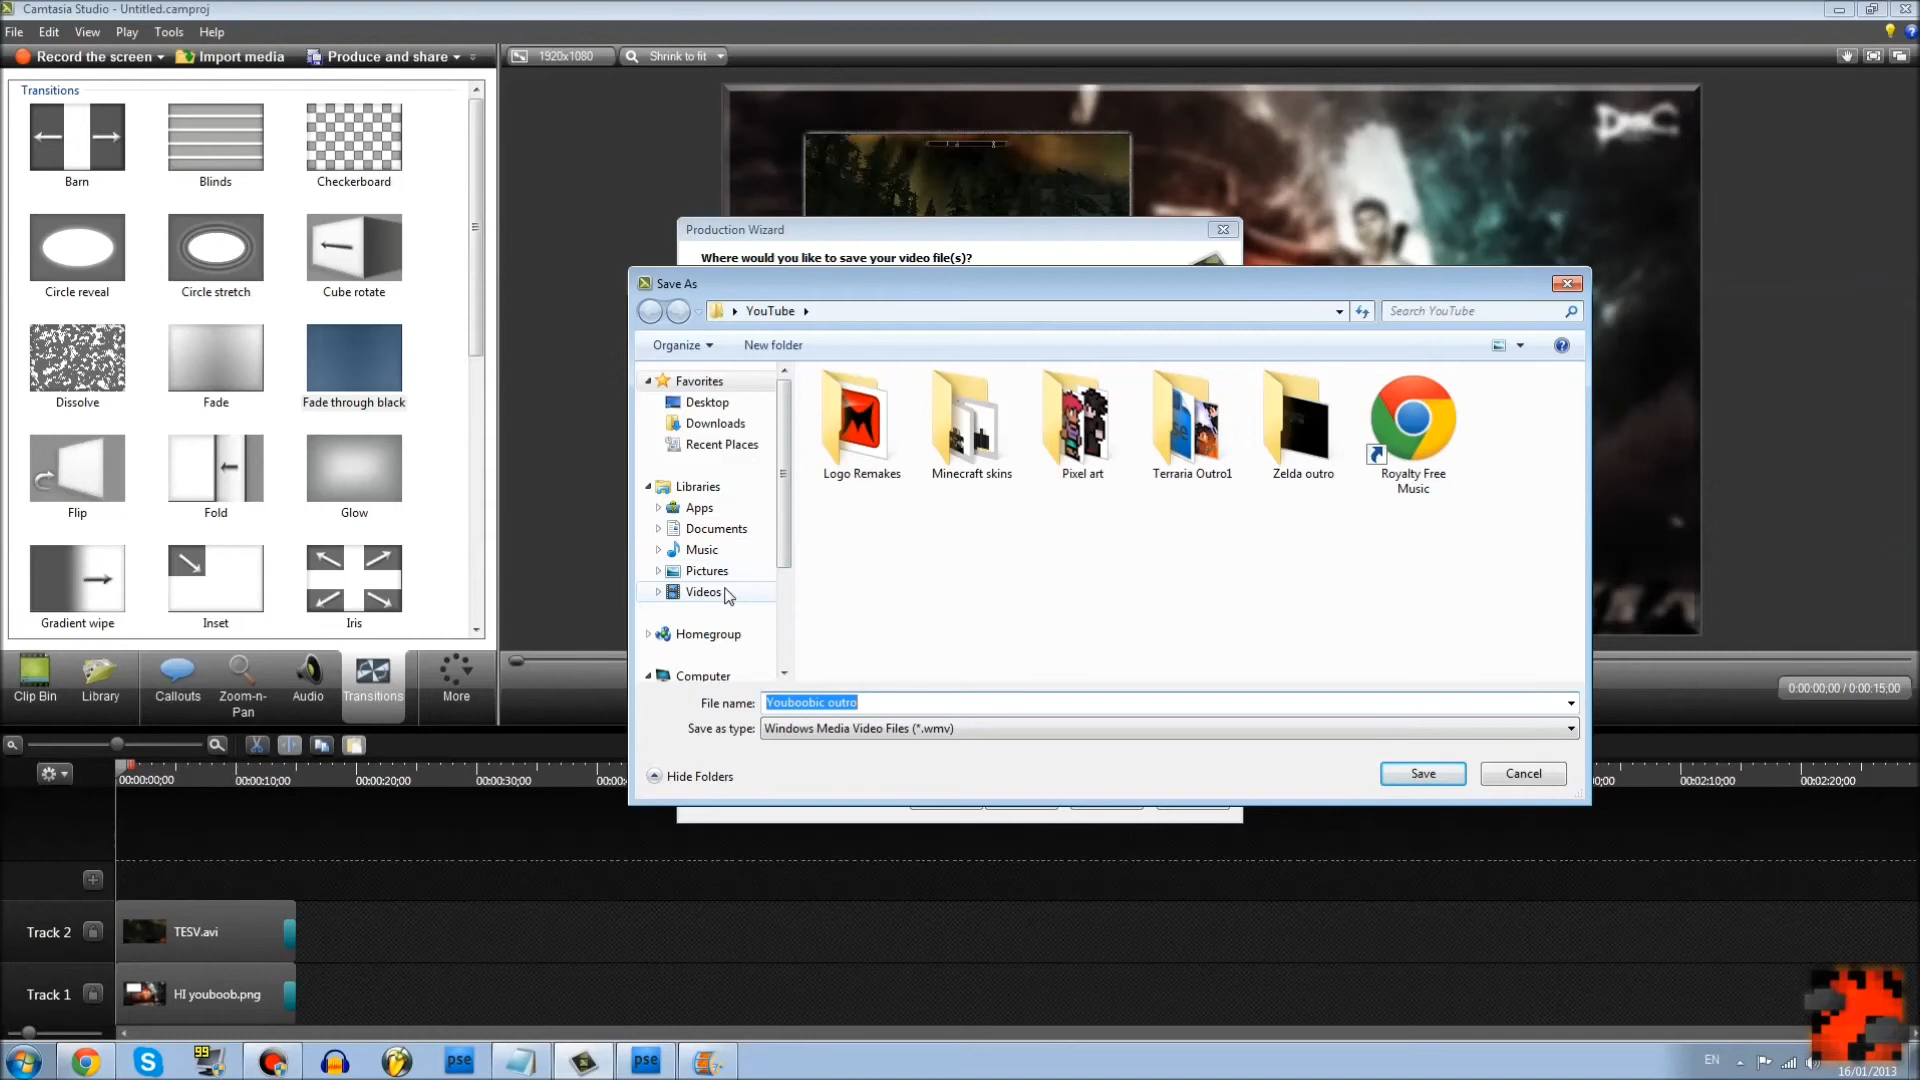 Camtasia Studio - Untitled.camproj
File Edit View Play Tools Help
Record the screen Import media Produce and share 1920x1080 Shrink to fit
Transitions
Barn Blinds Checkerboard
Circle reveal Circle stretch Cube rotate
Dissolve Fade Fade through black
Flip Fold Glow
Gradient wipe Inset Iris
Clip Bin Library Callouts Zoom-n-Pan Audio Transitions More
DmC
Production Wizard
Where would you like to save your video file(s)?
Save As
YouTube
Search YouTube
Organize New folder
Favorites
Desktop
Downloads
Recent Places
Libraries
Apps
Documents
Music
Pictures
Videos
Homegroup
Computer
Logo Remakes Minecraft skins Pixel art Terraria Outro1 Zelda outro Royalty Free Music
File name: Youboobic outro
Save as type: Windows Media Video Files (*.wmv)
Hide Folders Save Cancel
0:00:00;00 / 0:00:15;00
00:00:00;00 00:00:10;00 00:00:20;00 00:00:30;00 00:02:10;00 00:02:20;00
Track 2 TESV.avi
Track 1 HI youboob.png
99
pse pse
EN
16/01/2013